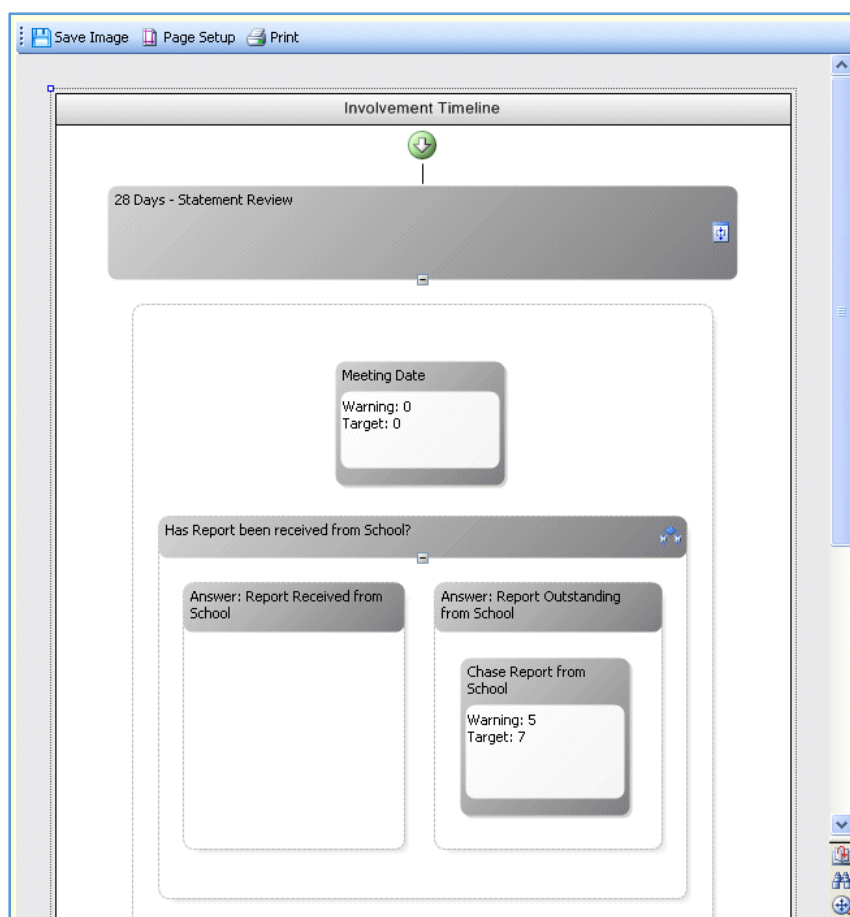 Save Image Page Setup Print
Involvement Timeline
28 Days - Statement Review
Meeting Date
Warning: 0
Target: 0
Has Report been received from School?
Answer: Report Received from
School
Answer: Report Outstanding
from School
Chase Report from
School
Warning: 5
Target: 7